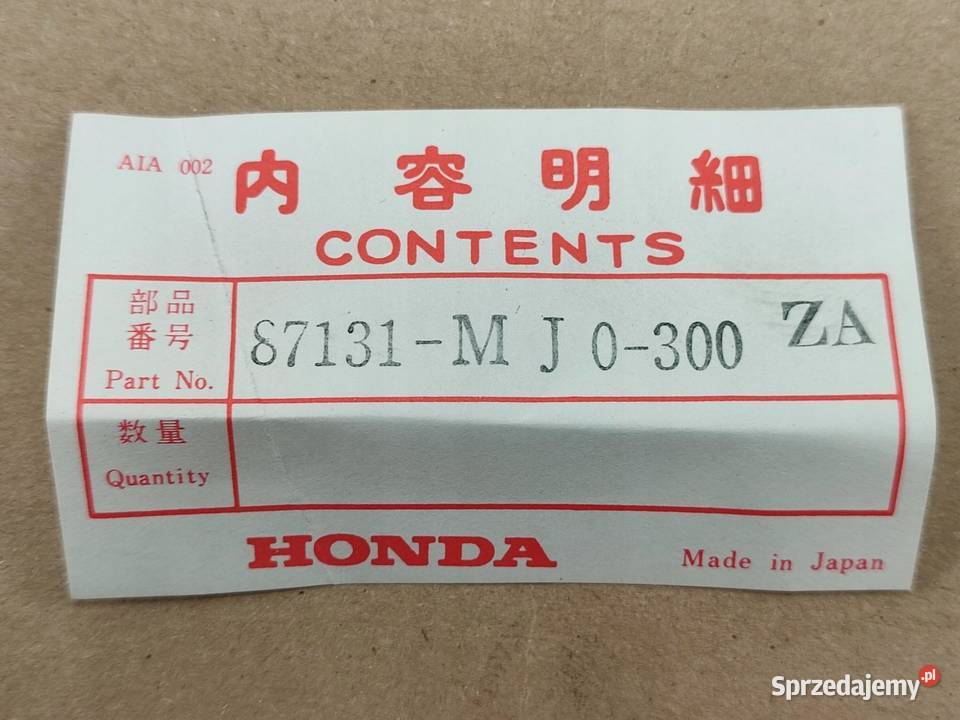 AIA 002
内容明細
CONTENTS
部品
番号
Part No.
87131-MJ0-300 ZA
数量
Quantity
HONDA
Made in Japan
Sprzedajemy.pl